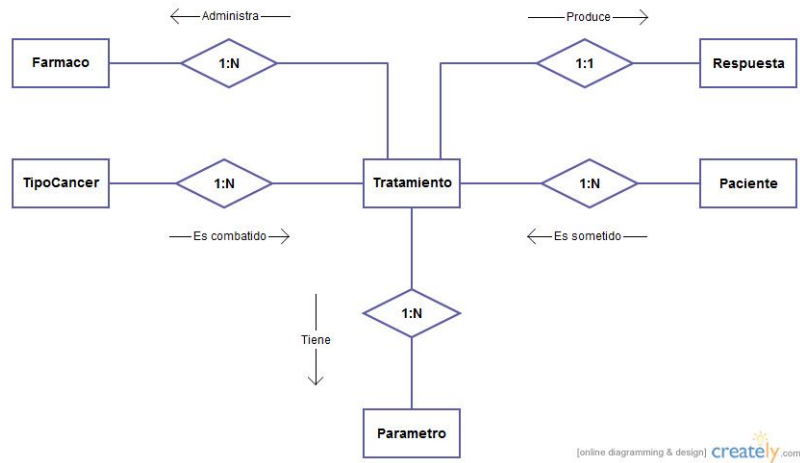 Administra
Produce
Farmaco
1:N
1:1
Respuesta
TipoCancer
1:N
Tratamiento
1:N
Paciente
Es combatido
Es sometido
1:N
Tiene
Parametro
[online diagramming & design] creately.com